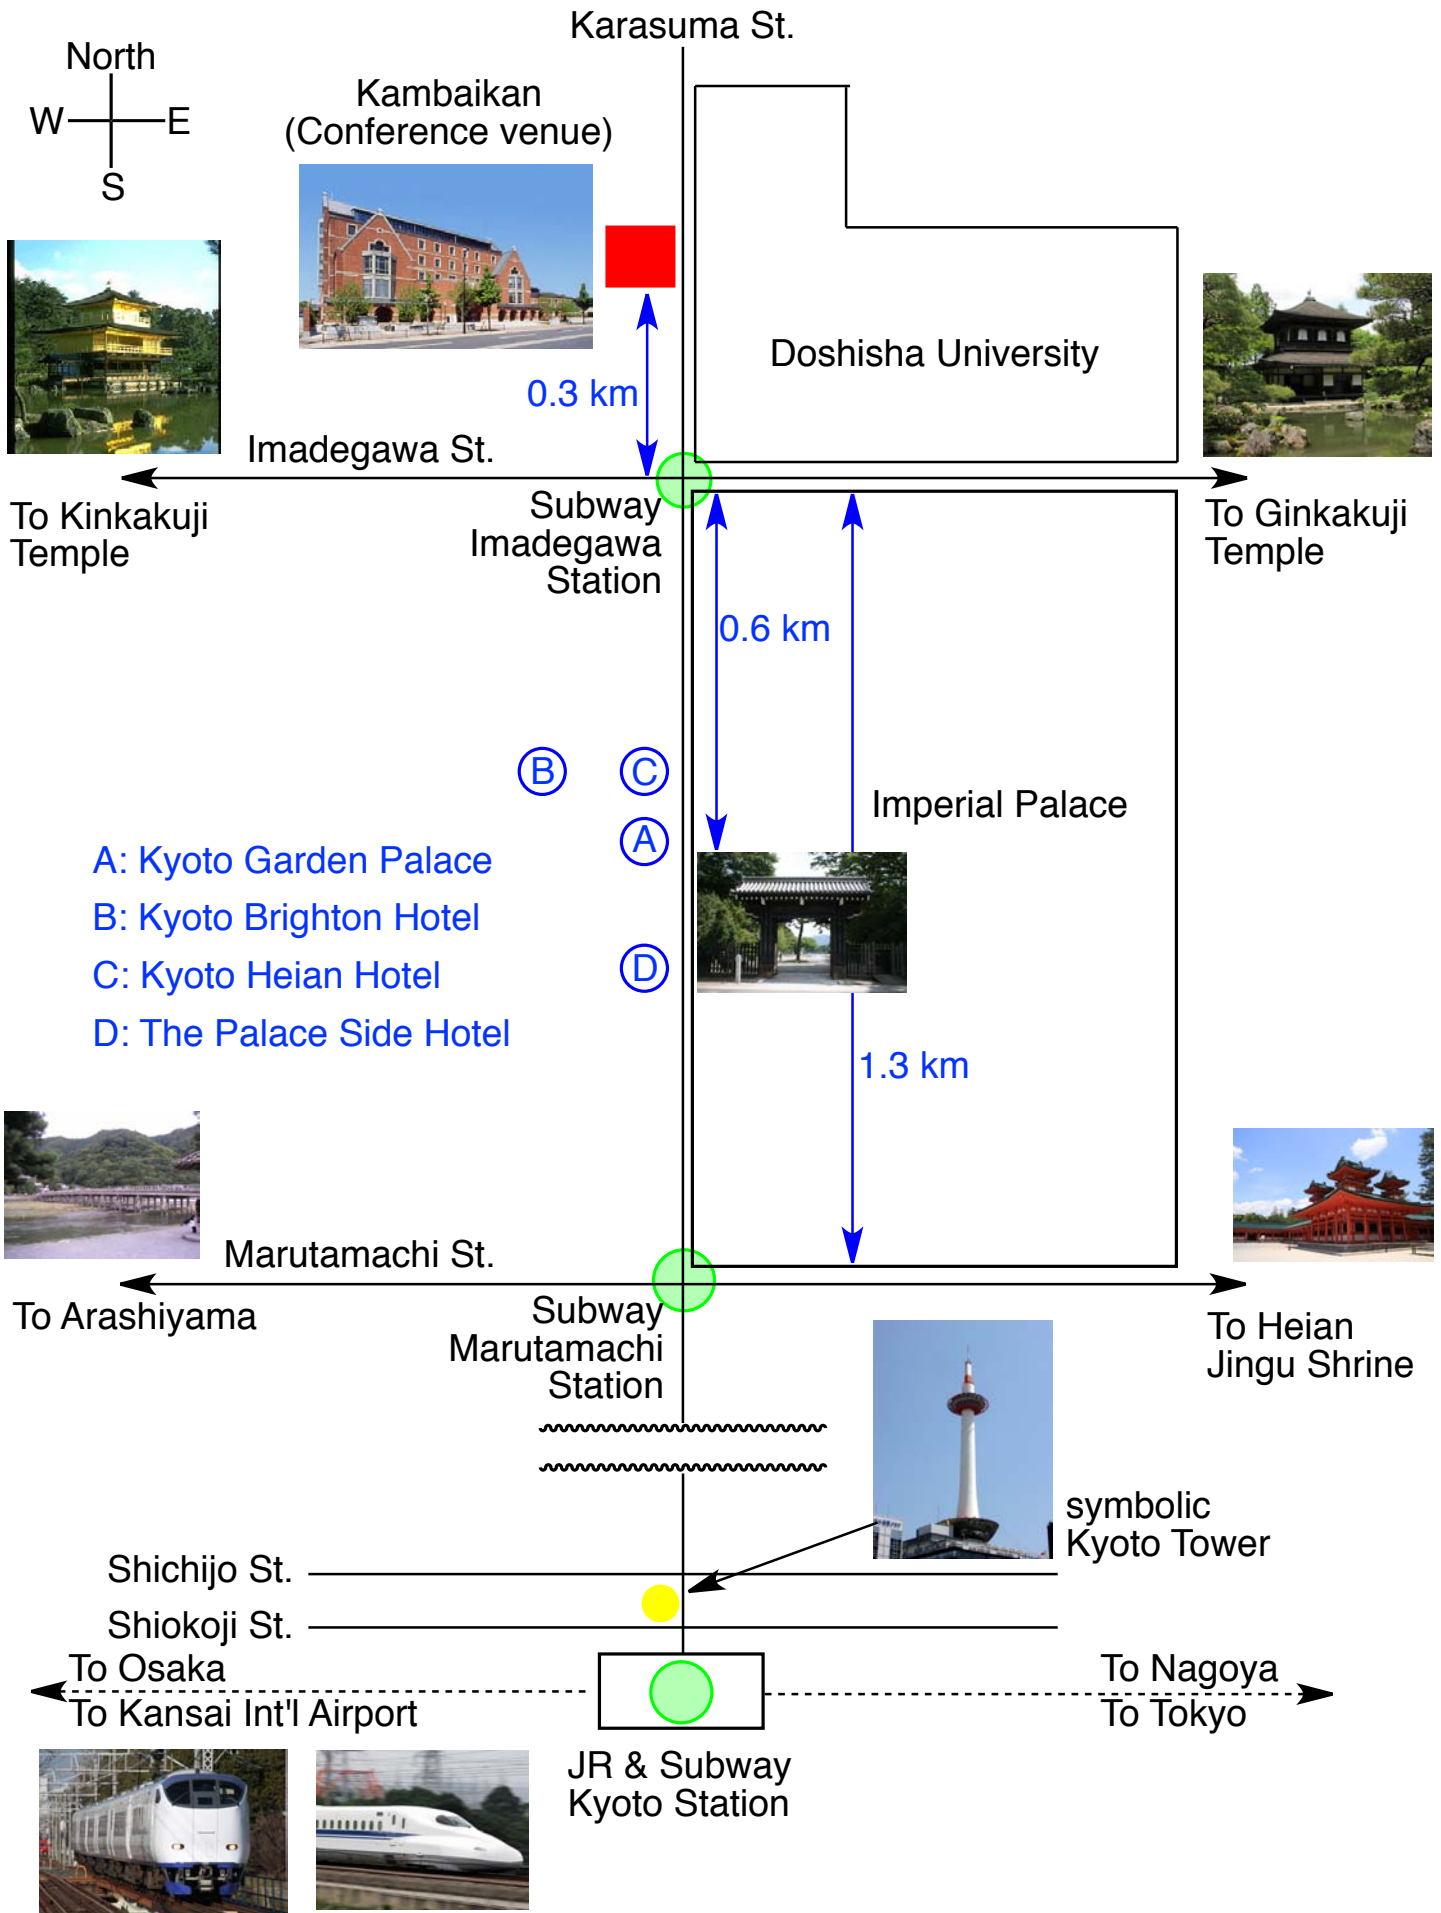 Karasuma St.
North
W
E
S
Kambaikan
(Conference venue)
0.3 km
Doshisha University
Imadegawa St.
To Kinkakuji
Temple
Subway
Imadegawa
Station
To Ginkakuji
Temple
0.6 km
B
C
A
Imperial Palace
A: Kyoto Garden Palace
B: Kyoto Brighton Hotel
C: Kyoto Heian Hotel
D: The Palace Side Hotel
D
1.3 km
Marutamachi St.
To Arashiyama
Subway
Marutamachi
Station
To Heian
Jingu Shrine
symbolic
Kyoto Tower
Shichijo St.
Shiokoji St.
To Osaka
To Kansai Int'l Airport
To Nagoya
To Tokyo
JR & Subway
Kyoto Station